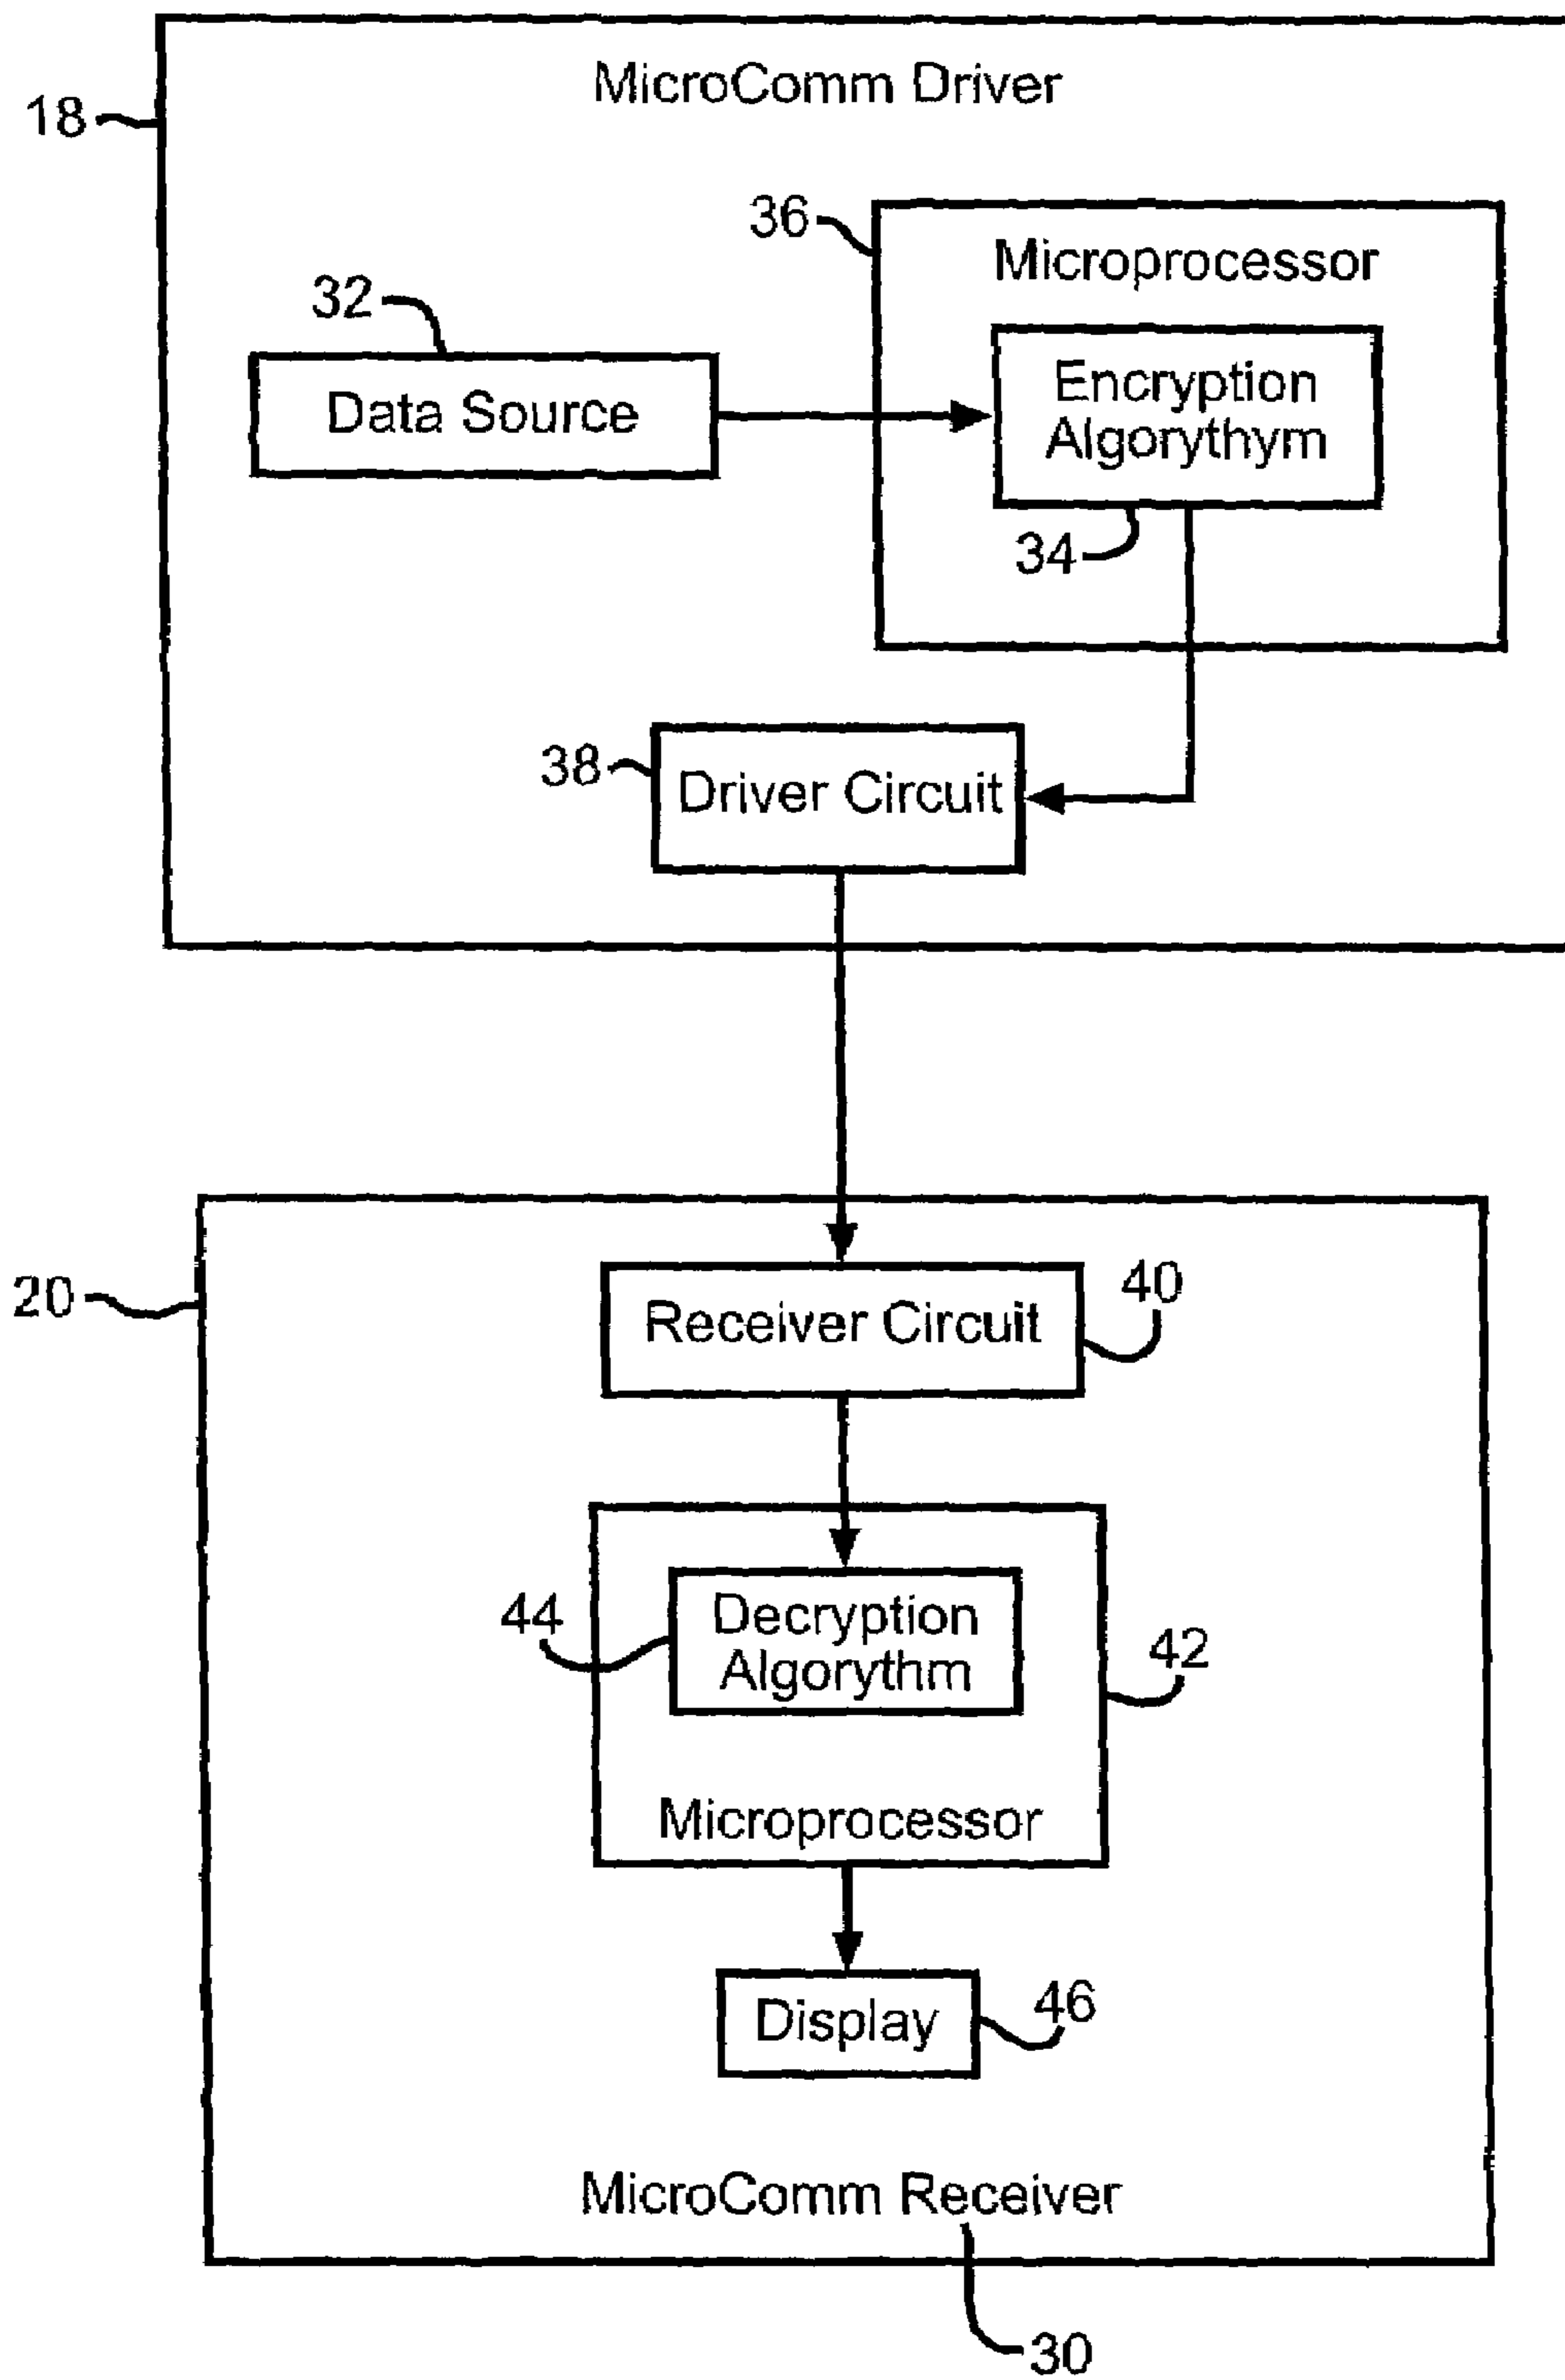 MicroComm Driver
18
36
Microprocessor
32
Data Source
Encryption
Algorythym
34
38
Driver Circuit
20
Receiver Circuit
40
44
Decryption
Algorythm
42
Microprocessor
Display
46
MicroComm Receiver
30